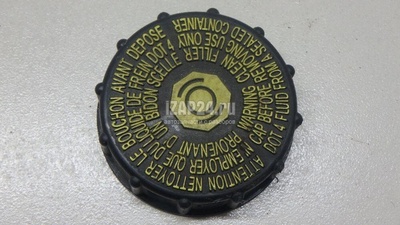 ATTENTION NETTOYER LE BOUCHON AVANT DEPOSE
N'EMPLOYER QUE DU LIQUIDE DE FREIN DOT 4
PROVENANT D'UN BIDON SCELLE
WARNING CLEAN FILLER
CAP BEFORE REMOVING USE ONLY
DOT 4 FLUID FROM A SEALED CONTAINER
IZAP24.RU